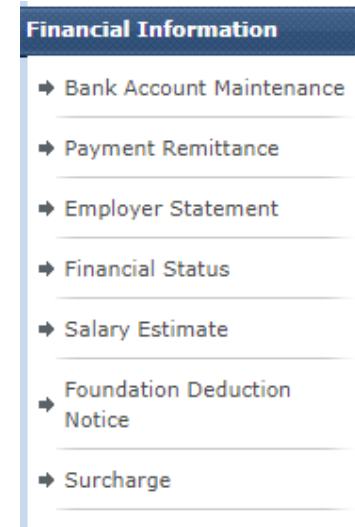 Financial Information
Bank Account Maintenance
Payment Remittance
Employer Statement
Financial Status
Salary Estimate
Foundation Deduction
Notice
Surcharge